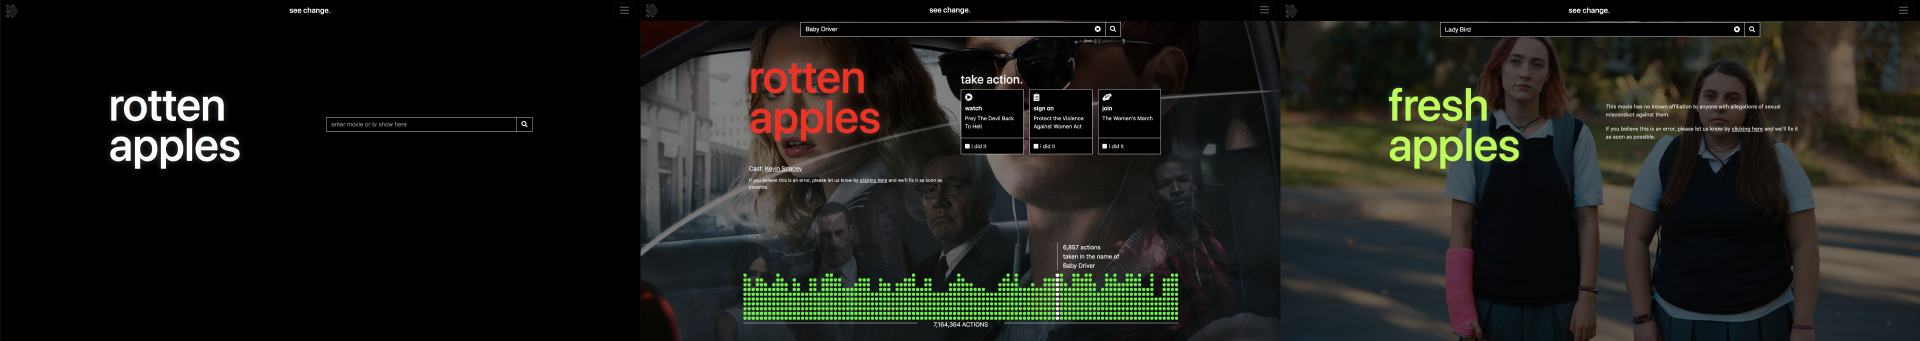 see change.
rotten
apples
enter movie or tv show here
see change.
Baby Driver
rotten
apples
Cast: Kevin Spacey
If you believe this is an error, please let us know by clicking here and we'll fix it as soon as
possible.
take action.
watch
Prey The Devil Back
To Hell
I did it
sign on
Protect the Violence
Against Women Act
I did it
join
The Women's March
I did it
6,857 actions
taken in the name of
Baby Driver
7,164,364 ACTIONS
see change.
Lady Bird
fresh
apples
This movie has no known affiliation to anyone with allegations of sexual
misconduct against them.
If you believe this is an error, please let us know by clicking here and we'll fix it
as soon as possible.